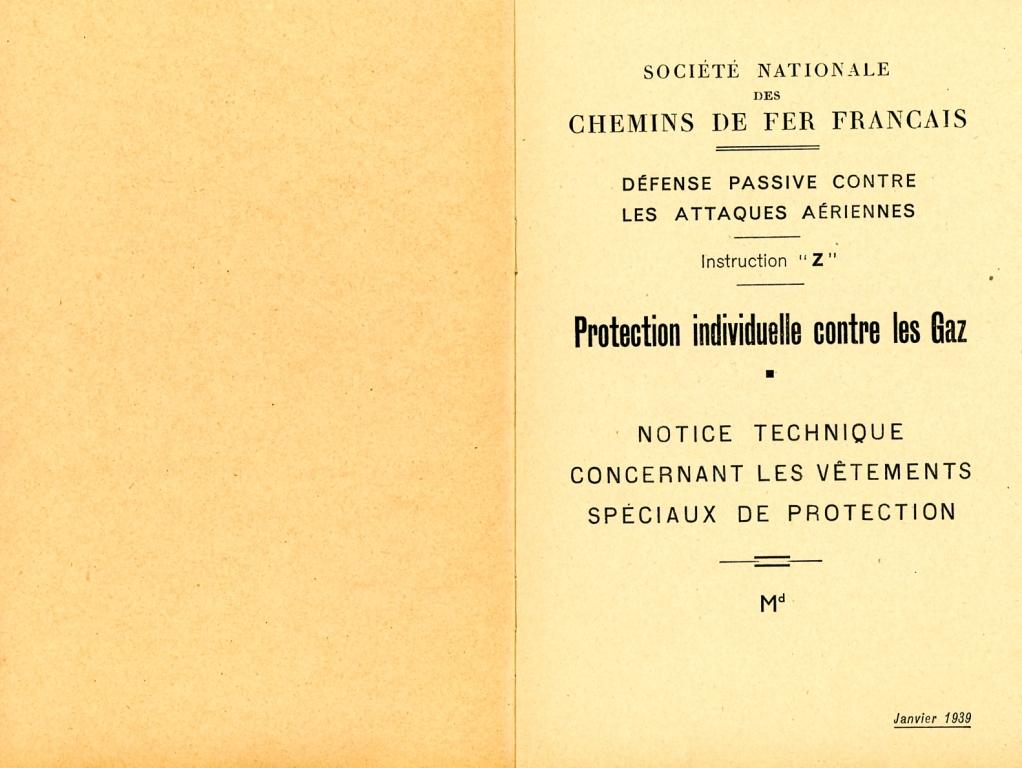 SOCIÉTÉ NATIONALE
DES
CHEMINS DE FER FRANCAIS
DÉFENSE PASSIVE CONTRE
LES ATTAQUES AÉRIENNES
Instruction "Z"
Protection individuelle contre les Gaz
NOTICE TECHNIQUE
CONCERNANT LES VÊTEMENTS
SPÉCIAUX DE PROTECTION
Mᵈ
Janvier 1939